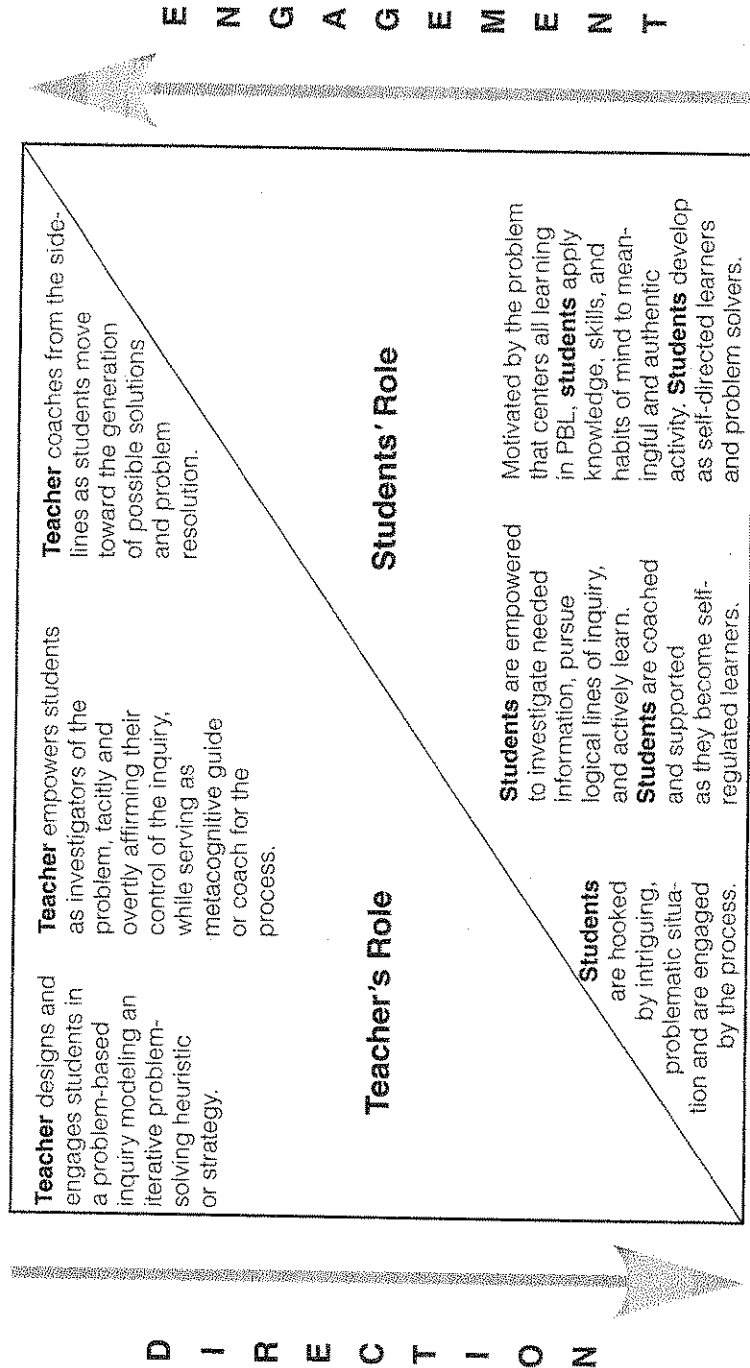 DIRECTION
Teacher designs and
engages students in
a problem-based
inquiry modeling an
iterative problem-
solving heuristic
or strategy.
Teacher empowers students
as investigators of the
problem, tacitly and
overtly affirming their
control of the inquiry,
while serving as
metacognitive guide
or coach for the
process.
Teacher coaches from the side-
lines as students move
toward the generation
of possible solutions
and problem
resolution.
Teacher's Role
Students' Role
Students
are hooked
by intriguing,
problematic situa-
tion and are engaged
by the process.
Students are empowered
to investigate needed
information, pursue
logical lines of inquiry,
and actively learn.
Students are coached
and supported
as they become self-
regulated learners.
Motivated by the problem
that centers all learning
in PBL, students apply
knowledge, skills, and
habits of mind to mean-
ingful and authentic
activity. Students develop
as self-directed learners
and problem solvers.
ENGAGEMENT